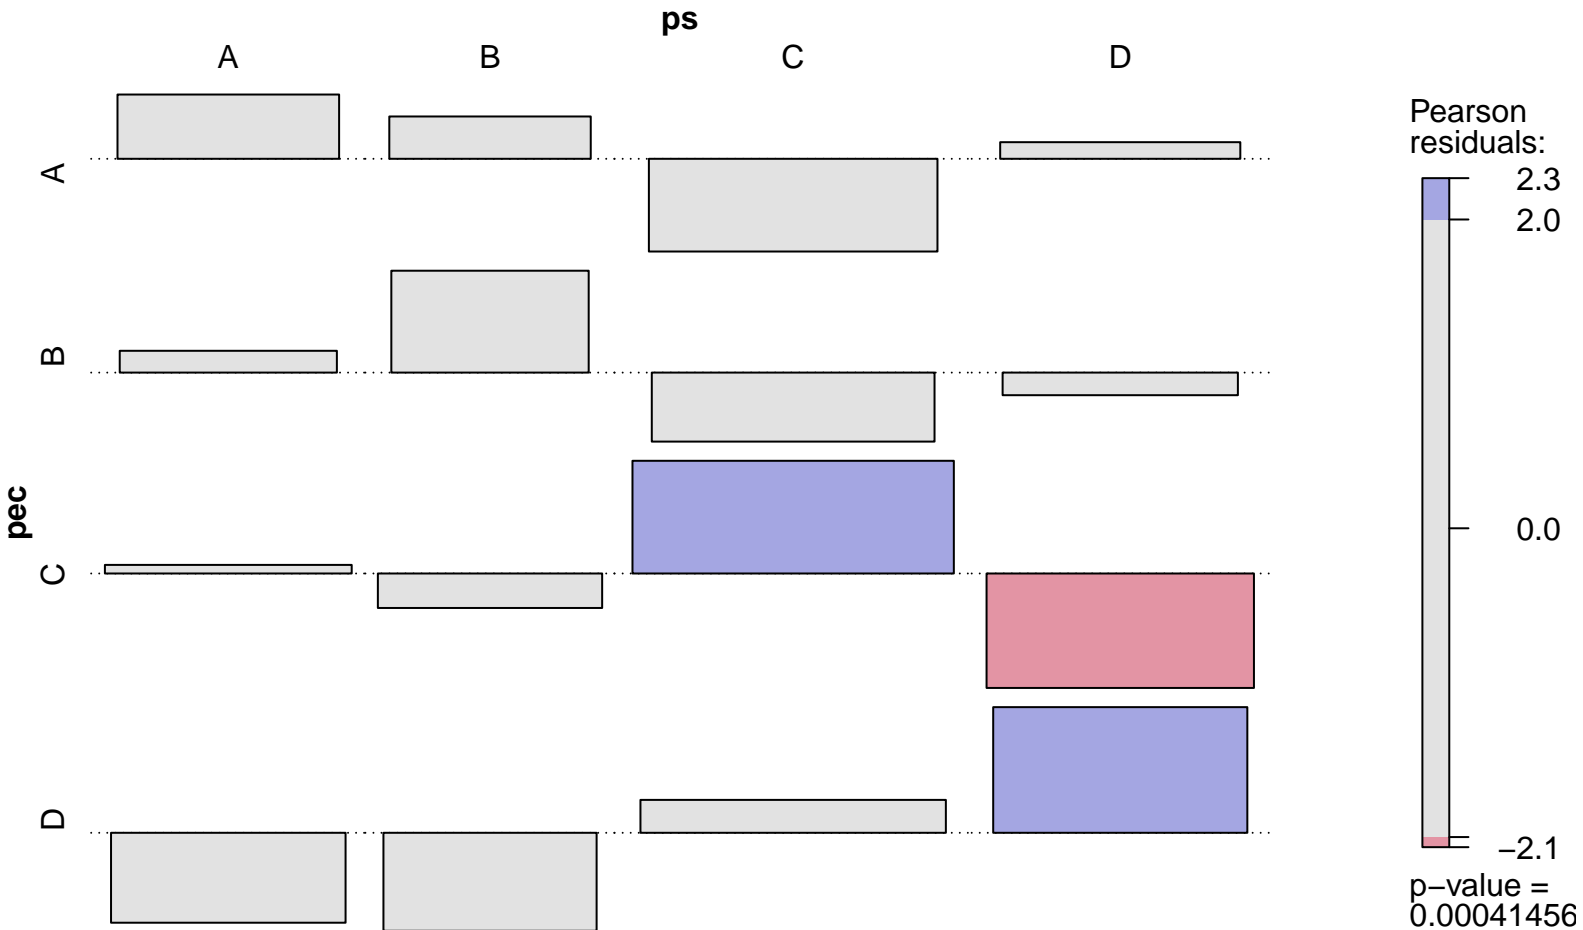 ps
A B C D
pec
A
B
C
D
Pearson
residuals:
2.3
2.0
0.0
−2.1
p−value =
0.00041456